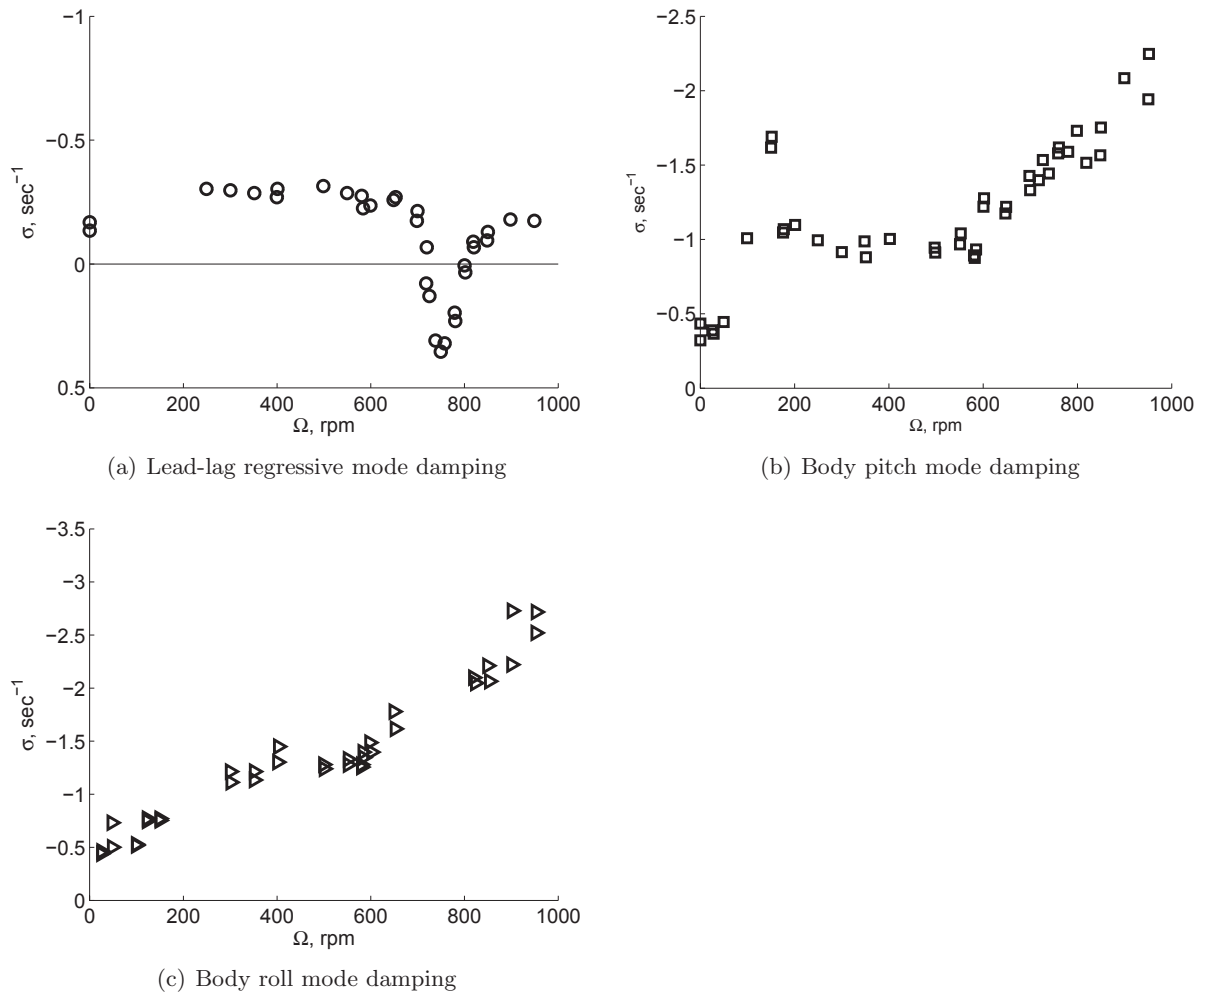 −1
−0.5
0
0.5
σ, sec−1
0 200 400 600 800 1000
Ω, rpm
(a) Lead-lag regressive mode damping
−2.5
−2
−1.5
−1
−0.5
0
σ, sec−1
0 200 400 600 800 1000
Ω, rpm
(b) Body pitch mode damping
−3.5
−3
−2.5
−2
−1.5
−1
−0.5
0
σ, sec−1
0 200 400 600 800 1000
Ω, rpm
(c) Body roll mode damping